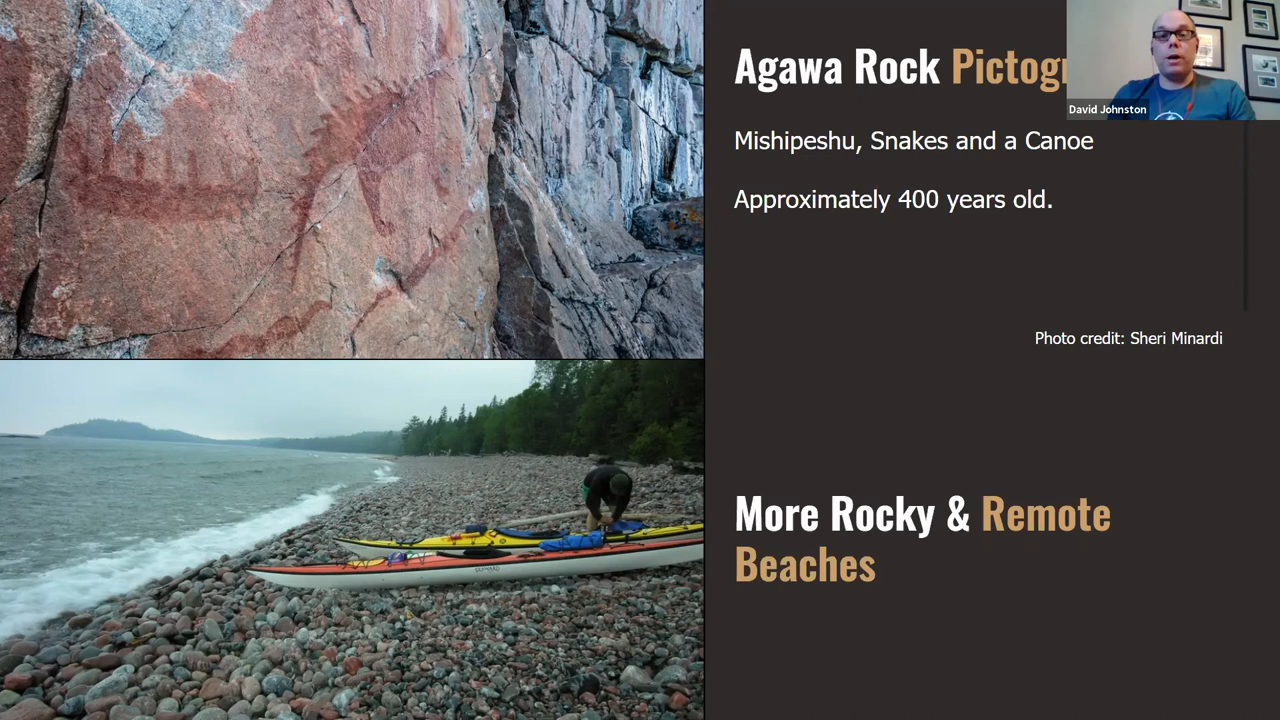 Agawa Rock Pictogr
David Johnston
Mishipeshu, Snakes and a Canoe
Approximately 400 years old.
Photo credit: Sheri Minardi
More Rocky & Remote
Beaches